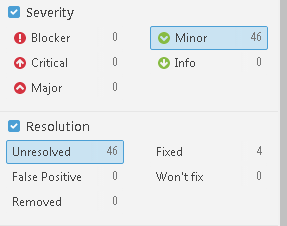 Severity
Blocker 0 Minor 46
Critical 0 Info 0
Major 0
Resolution
Unresolved 46 Fixed 4
False Positive 0 Won't fix 0
Removed 0